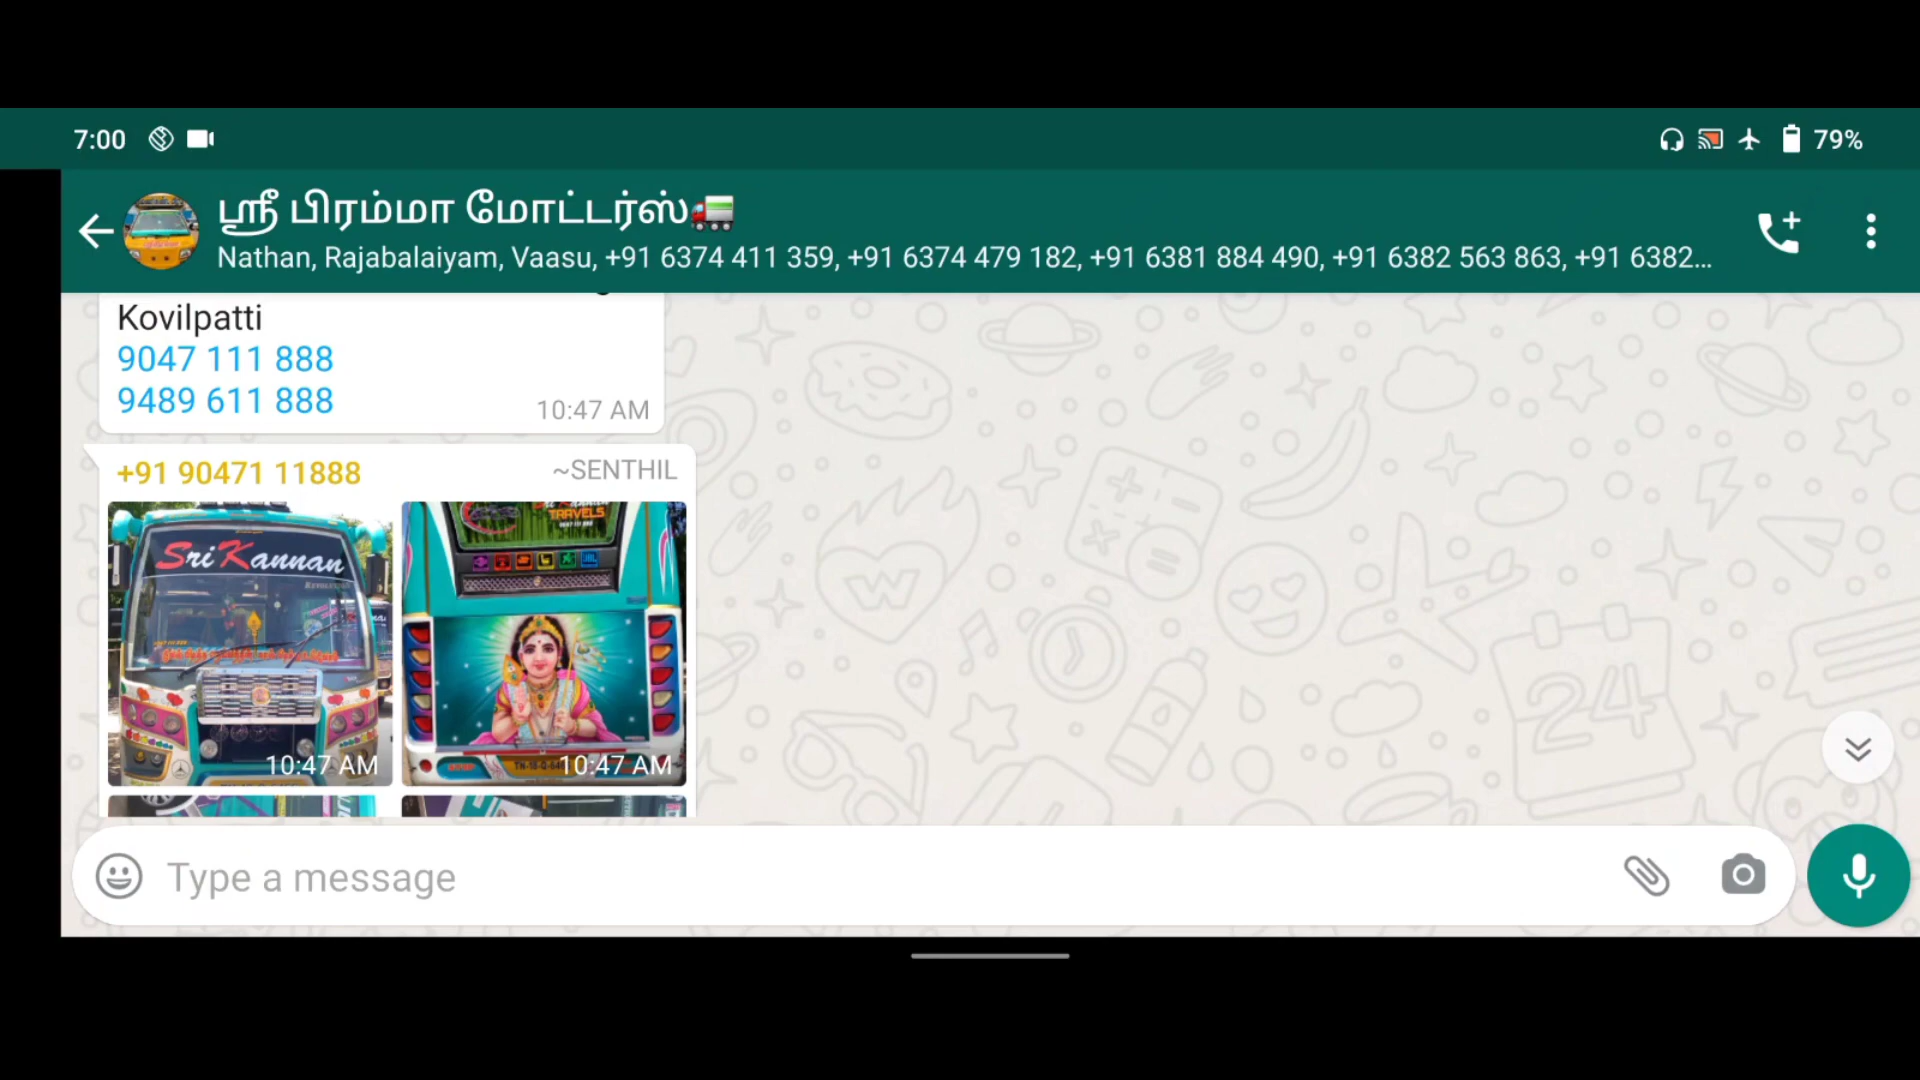 7:00
79%
ஸ்ரீ பிரம்மா மோட்டர்ஸ்🚛
Nathan, Rajabalaiyam, Vaasu, +91 6374 411 359, +91 6374 479 182, +91 6381 884 490, +91 6382 563 863, +91 6382...
Kovilpatti
9047 111 888
9489 611 888
10:47 AM
+91 90471 11888
~SENTHIL
Sri Kannan
TRAVELS
10:47 AM
10:47 AM
24
Type a message